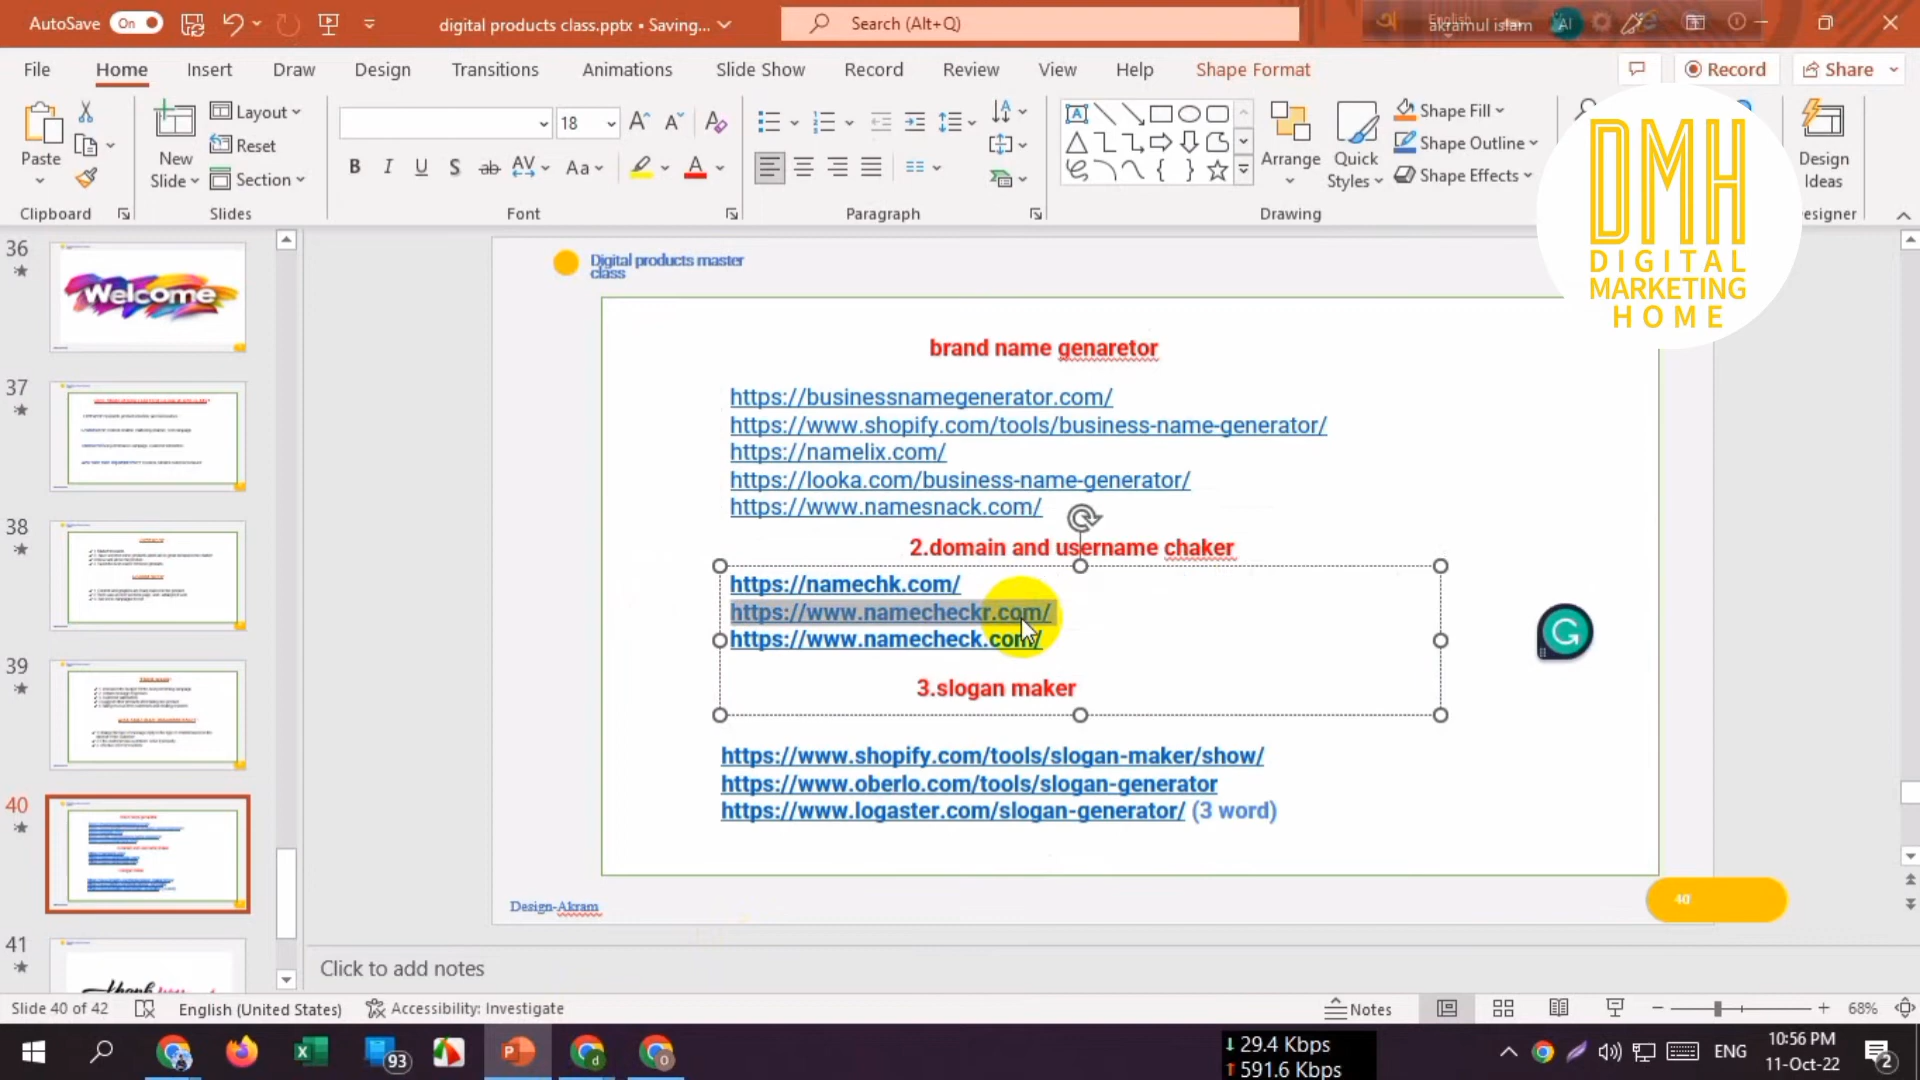 AutoSave On digital products class.pptx • Saving... Search (Alt+Q) akramul islam AI
File Home Insert Draw Design Transitions Animations Slide Show Record Review View Help Shape Format Record Share
Paste
New
Slide
Layout
Reset
Section
18
Aa
Arrange
Quick
Styles
Shape Fill
Shape Outline
Shape Effects
Design
Ideas
Clipboard Slides Font Paragraph Drawing esigner
DMH
DIGITAL
MARKETING
HOME
36
Welcome
37
38
39
40
41
Digital products master
class
brand name genaretor
https://businessnamegenerator.com/
https://www.shopify.com/tools/business-name-generator/
https://namelix.com/
https://looka.com/business-name-generator/
https://www.namesnack.com/
2.domain and username chaker
https://namechk.com/
https://www.namecheckr.com/
https://www.namecheck.com/
3.slogan maker
https://www.shopify.com/tools/slogan-maker/show/
https://www.oberlo.com/tools/slogan-generator
https://www.logaster.com/slogan-generator/ (3 word)
Design-Akram
40
Click to add notes
Slide 40 of 42 English (United States) Accessibility: Investigate Notes 68%
93
29.4 Kbps
591.6 Kbps
ENG
10:56 PM
11-Oct-22
2